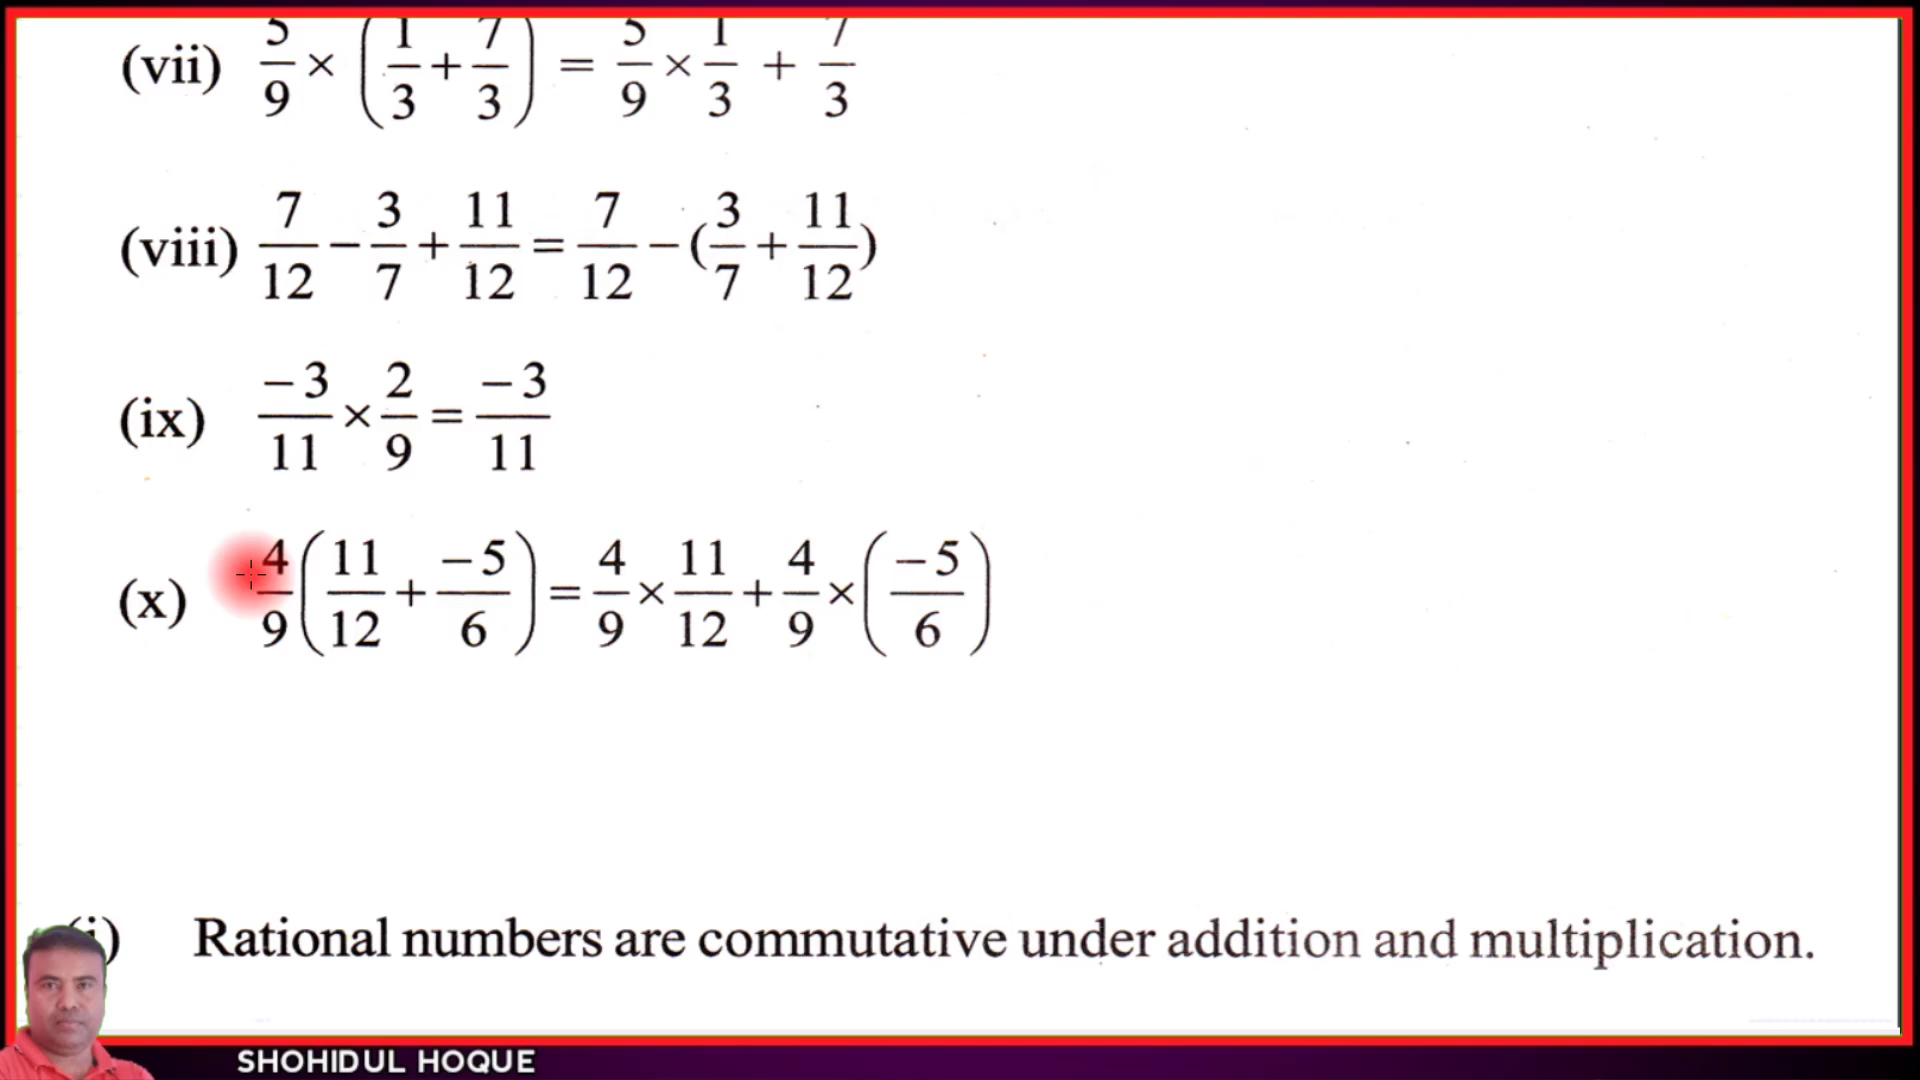 (vii) 5/9 × (1/3 + 7/3) = 5/9 × 1/3 + 7/3
(viii) 7/12 − 3/7 + 11/12 = 7/12 − (3/7 + 11/12)
(ix) −3/11 × 2/9 = −3/11
(x) 4/9 (11/12 + −5/6) = 4/9 × 11/12 + 4/9 × (−5/6)
(i) Rational numbers are commutative under addition and multiplication.
SHOHIDUL HOQUE